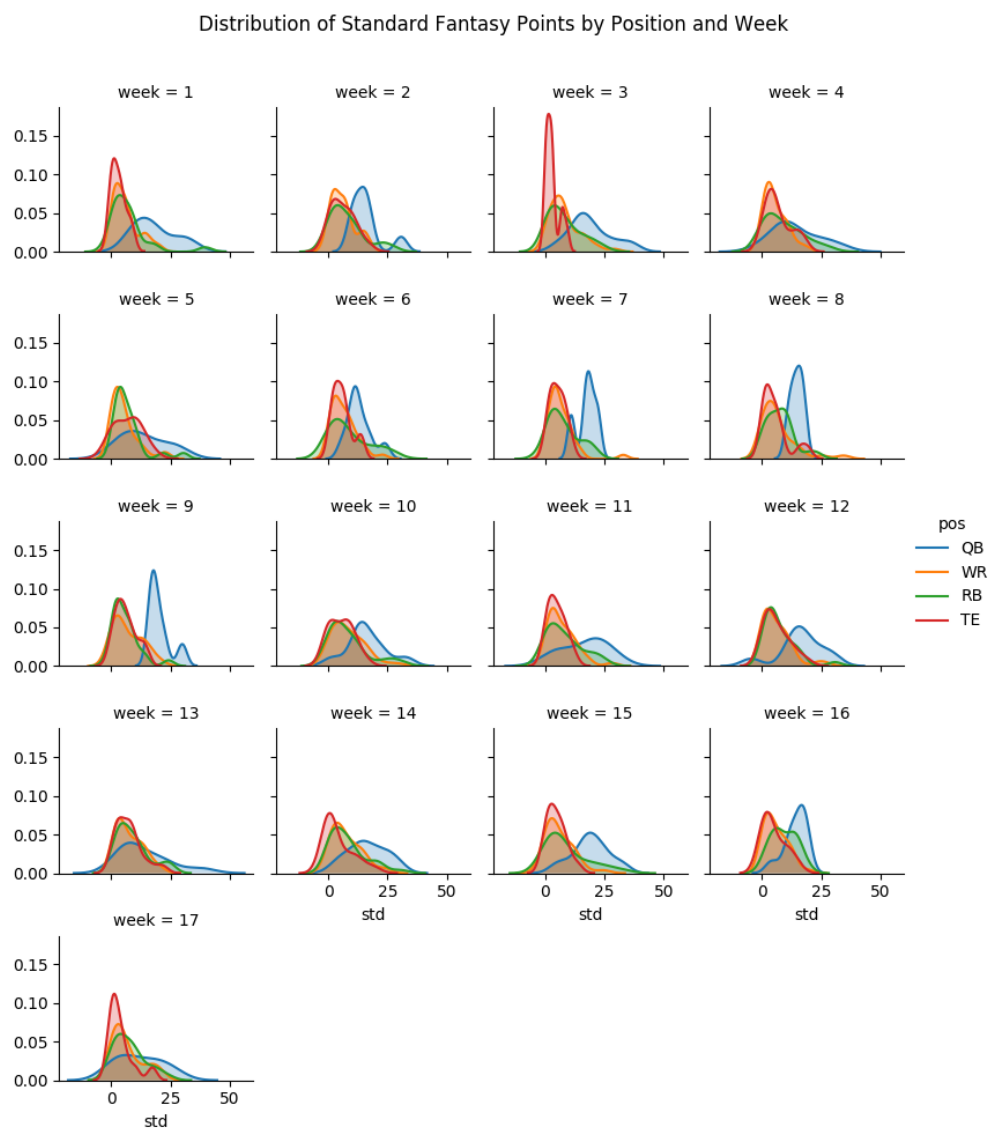 Distribution of Standard Fantasy Points by Position and Week
week = 1
week = 2
week = 3
week = 4
0.15
0.10
0.05
0.00
week = 5
week = 6
week = 7
week = 8
0.15
0.10
0.05
0.00
week = 9
week = 10
week = 11
week = 12
0.15
0.10
0.05
0.00
pos
QB
WR
RB
TE
week = 13
week = 14
week = 15
week = 16
0.15
0.10
0.05
0.00
0 25 50
0 25 50
0 25 50
std
std
std
week = 17
0.15
0.10
0.05
0.00
0 25 50
std